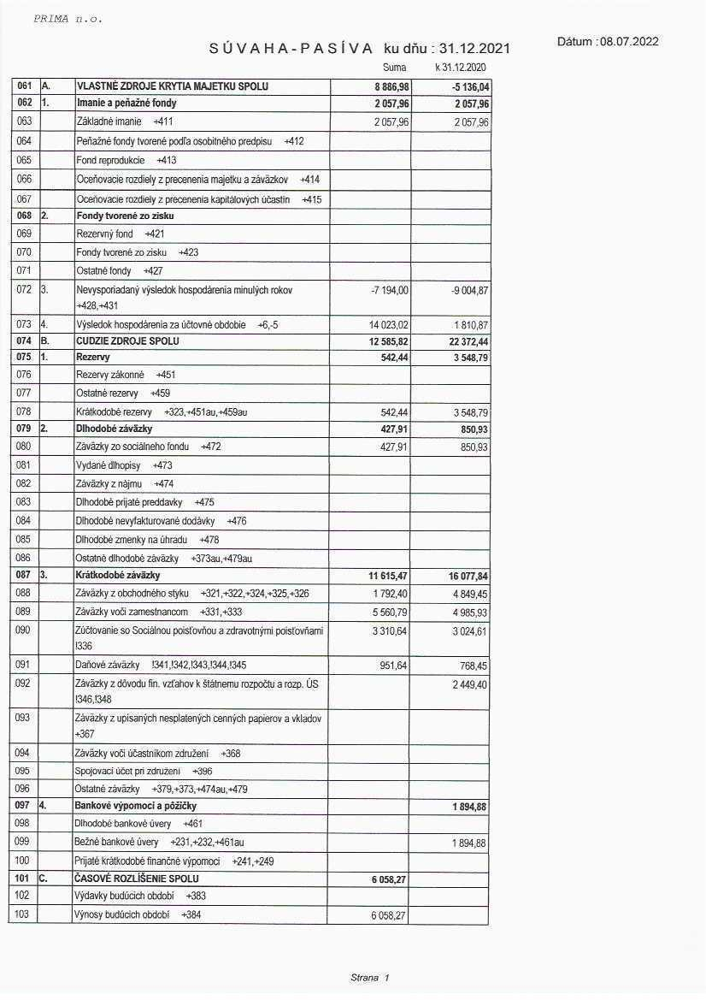 PRIMA n.o.
SÚVAHA-PASÍVA ku dňu : 31.12.2021
Dátum :08.07.2022
Suma k 31.12.2020
061 A. VLASTNÉ ZDROJE KRYTIA MAJETKU SPOLU 8 886,98 -5 136,04
062 1. Imanie a peňažné fondy 2 057,96 2 057,96
063 Základné imanie +411 2 057,96 2 057,96
064 Peňažné fondy tvorené podľa osobitného predpisu +412
065 Fond reprodukcie +413
066 Oceňovacie rozdiely z precenenia majetku a záväzkov +414
067 Oceňovacie rozdiely z precenenia kapitálových účastín +415
068 2. Fondy tvorené zo zisku
069 Rezervný fond +421
070 Fondy tvorené zo zisku +423
071 Ostatné fondy +427
072 3. Nevysporiadaný výsledok hospodárenia minulých rokov -7 194,00 -9 004,87
+428,+431
073 4. Výsledok hospodárenia za účtovné obdobie +6,-5 14 023,02 1 810,87
074 B. CUDZIE ZDROJE SPOLU 12 585,82 22 372,44
075 1. Rezervy 542,44 3 548,79
076 Rezervy zákonné +451
077 Ostatné rezervy +459
078 Krátkodobé rezervy +323,+451au,+459au 542,44 3 548,79
079 2. Dlhodobé záväzky 427,91 850,93
080 Záväzky zo sociálneho fondu +472 427,91 850,93
081 Vydané dlhopisy +473
082 Záväzky z nájmu +474
083 Dlhodobé prijaté preddavky +475
084 Dlhodobé nevyfakturované dodávky +476
085 Dlhodobé zmenky na úhradu +478
086 Ostatné dlhodobé záväzky +373au,+479au
087 3. Krátkodobé záväzky 11 615,47 16 077,84
088 Záväzky z obchodného styku +321,+322,+324,+325,+326 1 792,40 4 849,45
089 Záväzky voči zamestnancom +331,+333 5 560,79 4 985,93
090 Zúčtovanie so Sociálnou poisťovňou a zdravotnými poisťovňami 3 310,64 3 024,61
!336
091 Daňové záväzky !341,!342,!343,!344,!345 951,64 768,45
092 Záväzky z dôvodu fin. vzťahov k štátnemu rozpočtu a rozp. ÚS 2 449,40
!346,!348
093 Záväzky z upísaných nesplatených cenných papierov a vkladov
+367
094 Záväzky voči účastníkom združení +368
095 Spojovací účet pri združení +396
096 Ostatné záväzky +379,+373,+474au,+479
097 4. Bankové výpomoci a pôžičky 1 894,88
098 Dlhodobé bankové úvery +461
099 Bežné bankové úvery +231,+232,+461au 1 894,88
100 Prijaté krátkodobé finančné výpomoci +241,+249
101 C. ČASOVÉ ROZLÍŠENIE SPOLU 6 058,27
102 Výdavky budúcich období +383
103 Výnosy budúcich období +384 6 058,27
Strana 1